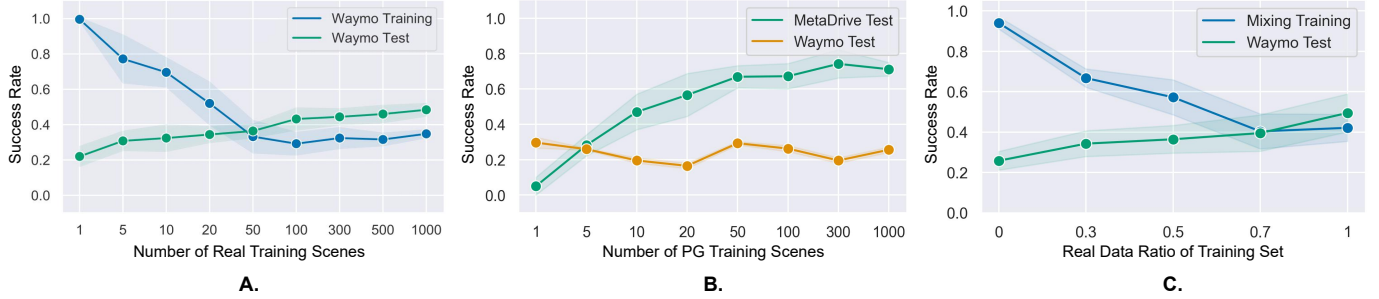 Success Rate
1.0
0.8
0.6
0.4
0.2
0.0
Waymo Training
Waymo Test
1 5 10 20 50 100 300 500 1000
Number of Real Training Scenes
A.
Success Rate
1.0
0.8
0.6
0.4
0.2
0.0
MetaDrive Test
Waymo Test
1 5 10 20 50 100 300 1000
Number of PG Training Scenes
B.
Success Rate
1.0
0.8
0.6
0.4
0.2
0.0
Mixing Training
Waymo Test
0 0.3 0.5 0.7 1
Real Data Ratio of Training Set
C.